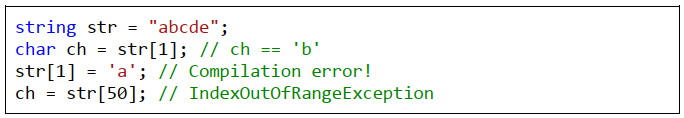 string str = "abcde";
char ch = str[1]; // ch == 'b'
str[1] = 'a'; // Compilation error!
ch = str[50]; // IndexOutOfRangeException